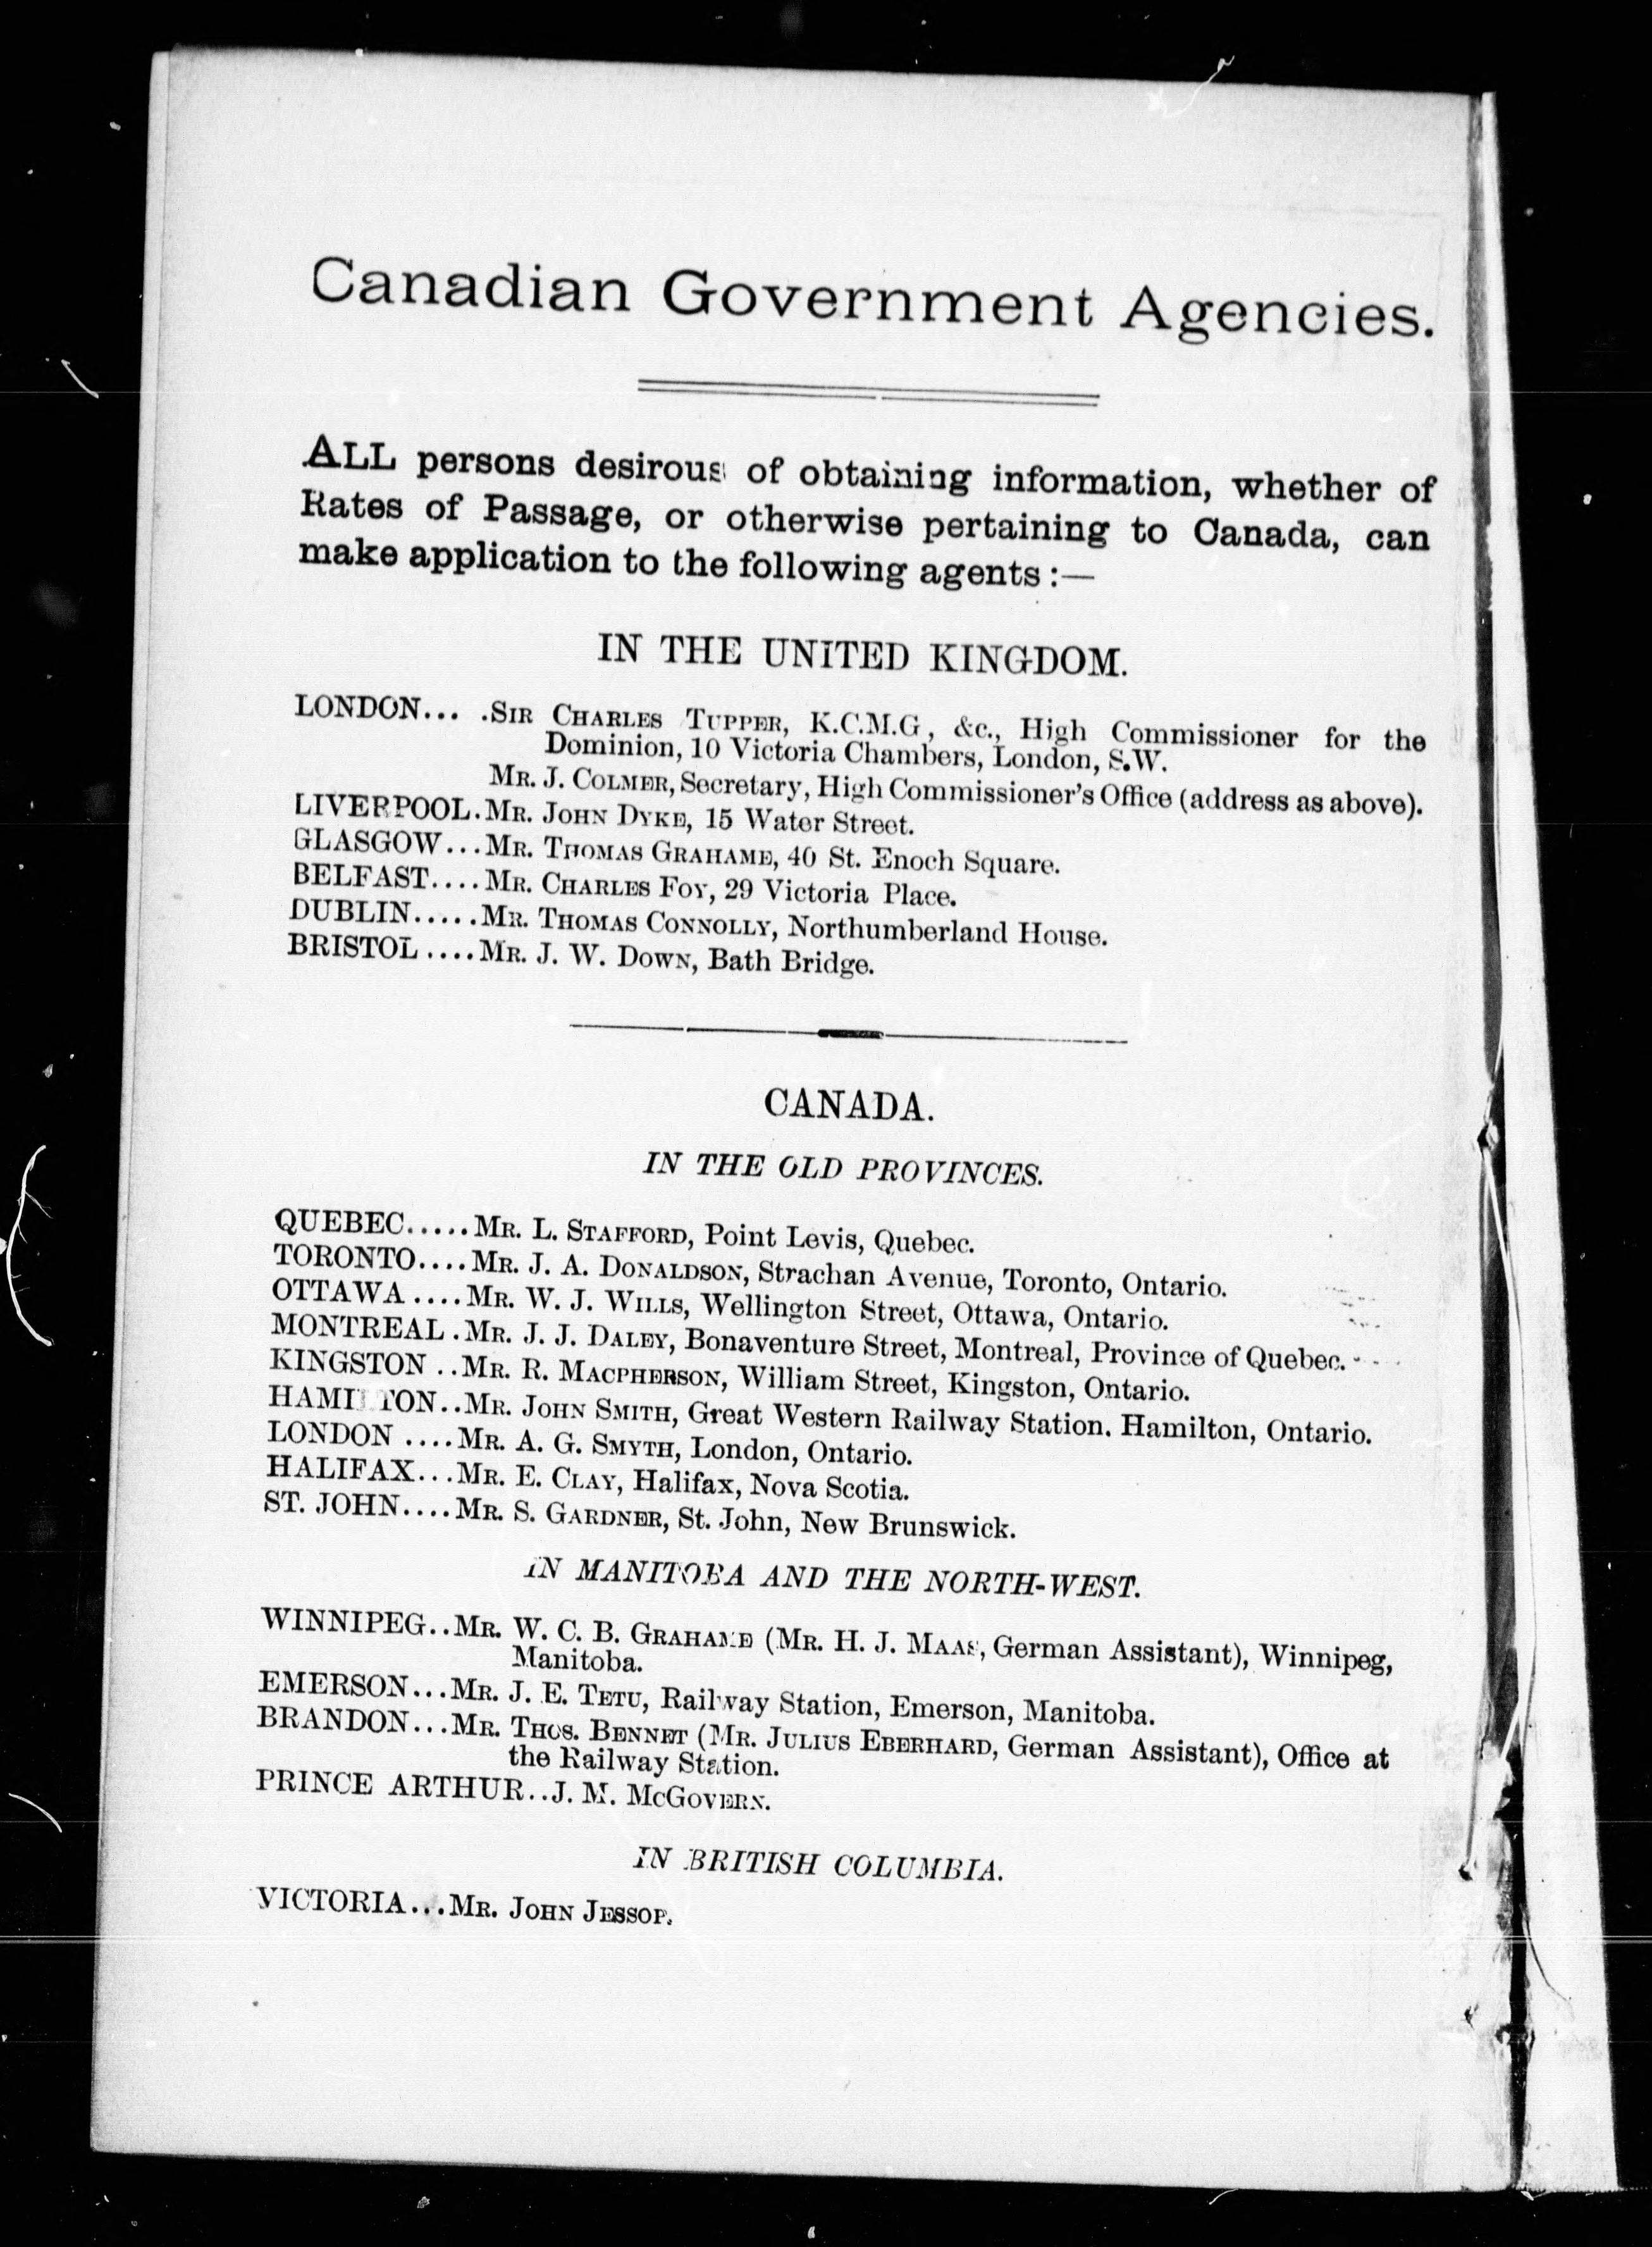 Canadian Government Agencies.
ALL persons desirous of obtaining information, whether of
Rates of Passage, or otherwise pertaining to Canada, can
make application to the following agents :—
IN THE UNITED KINGDOM.
LONDON... .SIR CHARLES TUPPER, K.C.M.G, &c., High Commissioner for the
Dominion, 10 Victoria Chambers, London, S.W.
MR. J. COLMER, Secretary, High Commissioner's Office (address as above).
LIVERPOOL.MR. JOHN DYKE, 15 Water Street.
GLASGOW...MR. THOMAS GRAHAME, 40 St. Enoch Square.
BELFAST....MR. CHARLES FOY, 29 Victoria Place.
DUBLIN.....MR. THOMAS CONNOLLY, Northumberland House.
BRISTOL....MR. J. W. DOWN, Bath Bridge.
CANADA.
IN THE OLD PROVINCES.
QUEBEC.....MR. L. STAFFORD, Point Levis, Quebec.
TORONTO....MR. J. A. DONALDSON, Strachan Avenue, Toronto, Ontario.
OTTAWA ....MR. W. J. WILLS, Wellington Street, Ottawa, Ontario.
MONTREAL .MR. J. J. DALEY, Bonaventure Street, Montreal, Province of Quebec.
KINGSTON ..MR. R. MACPHERSON, William Street, Kingston, Ontario.
HAMILTON..MR. JOHN SMITH, Great Western Railway Station. Hamilton, Ontario.
LONDON ....MR. A. G. SMYTH, London, Ontario.
HALIFAX...MR. E. CLAY, Halifax, Nova Scotia.
ST. JOHN....MR. S. GARDNER, St. John, New Brunswick.
IN MANITOBA AND THE NORTH-WEST.
WINNIPEG..MR. W. C. B. GRAHAME (MR. H. J. MAAS, German Assistant), Winnipeg,
Manitoba.
EMERSON...MR. J. E. TETU, Railway Station, Emerson, Manitoba.
BRANDON...MR. THOS. BENNET (MR. JULIUS EBERHARD, German Assistant), Office at
the Railway Station.
PRINCE ARTHUR..J. M. MCGOVERN.
IN BRITISH COLUMBIA.
VICTORIA...MR. JOHN JESSOP.